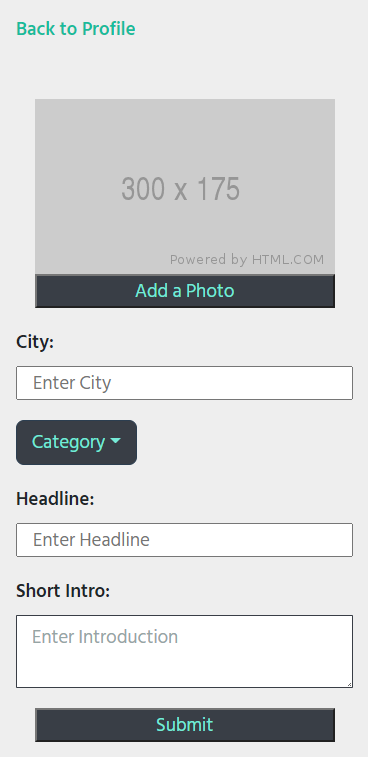 Back to Profile
300 x 175
Powered by HTML.COM
Add a Photo
City:
Enter City
Category
Headline:
Enter Headline
Short Intro:
Enter Introduction
Submit